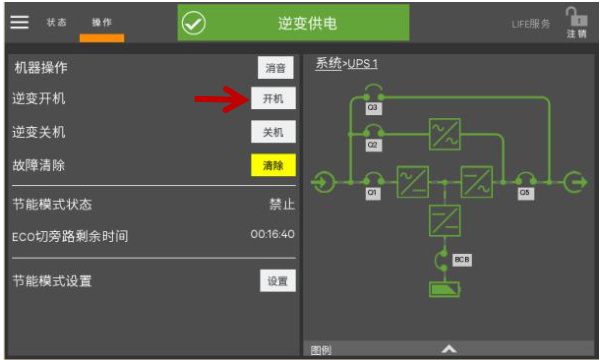 状态 操作 逆变供电 LIFE服务 注销
机器操作 消音
逆变开机 开机
逆变关机 关机
故障清除 清除
节能模式状态 禁止
ECO切旁路剩余时间 00:16:40
节能模式设置 设置
系统>UPS 1
Q3
Q2
Q1
Q5
BCB
图例